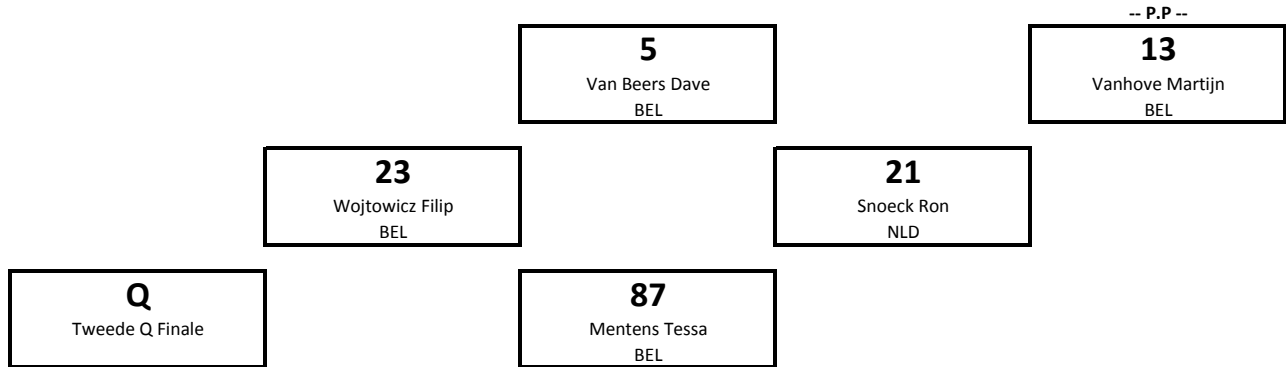 -- P.P --
5
Van Beers Dave
BEL
13
Vanhove Martijn
BEL
23
Wojtowicz Filip
BEL
21
Snoeck Ron
NLD
Q
Tweede Q Finale
87
Mentens Tessa
BEL